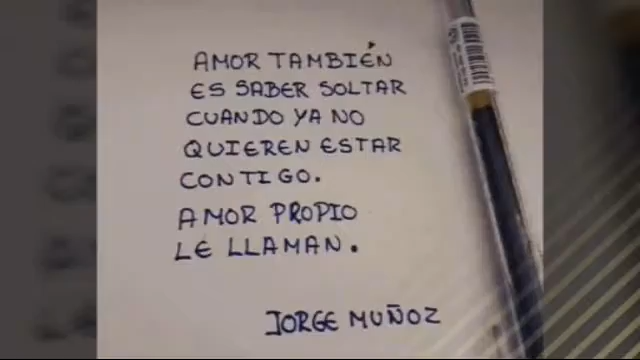 AMOR TAMBIÉN
ES SABER SOLTAR
CUANDO YA NO
QUIEREN ESTAR
CONTIGO.
AMOR PROPIO
LE LLAMAN.
JORGE MUÑOZ